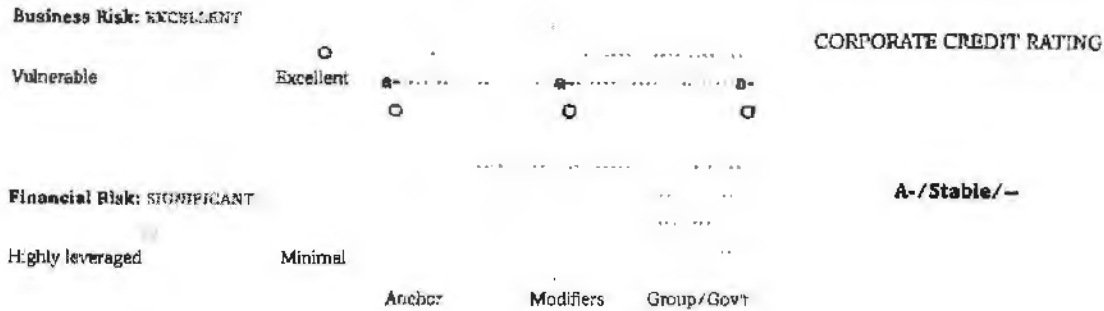 Business Risk: EXCELLENT
CORPORATE CREDIT RATING
Vulnerable Excellent
a- a- a-
Financial Risk: SIGNIFICANT
A-/Stable/--
Highly leveraged Minimal
Anchor Modifiers Group/Gov't